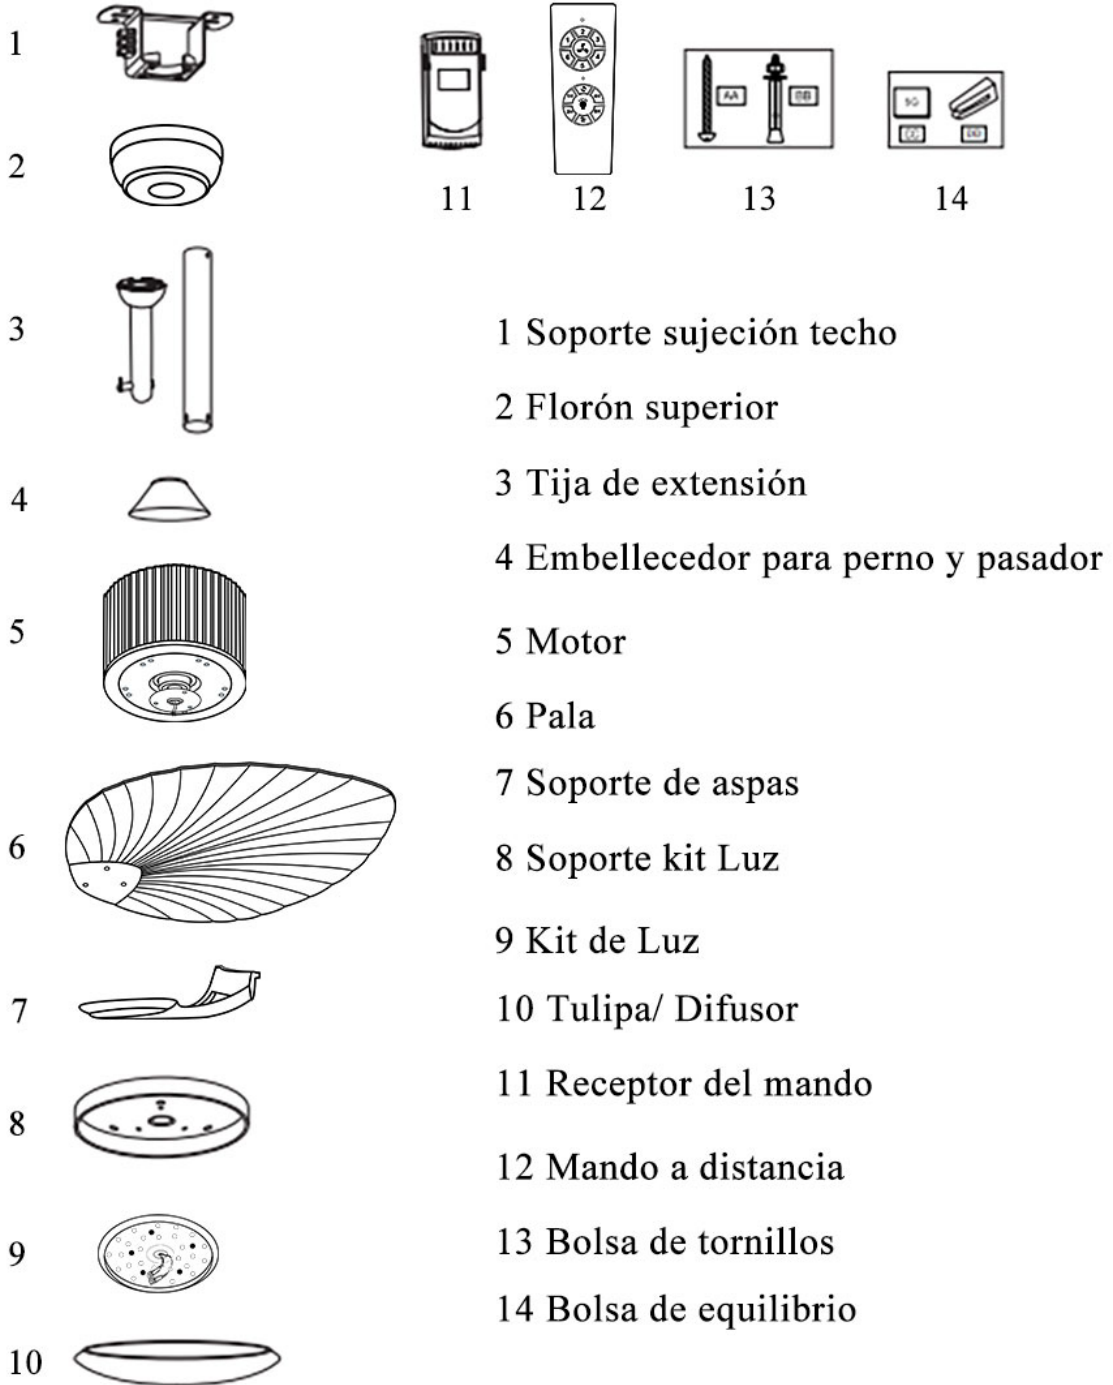 1
2
3
4
5
6
7
8
9
10
11
12
13
14
AA
BB
5G
CC
DD
1 Soporte sujeción techo
2 Florón superior
3 Tija de extensión
4 Embellecedor para perno y pasador
5 Motor
6 Pala
7 Soporte de aspas
8 Soporte kit Luz
9 Kit de Luz
10 Tulipa/ Difusor
11 Receptor del mando
12 Mando a distancia
13 Bolsa de tornillos
14 Bolsa de equilibrio